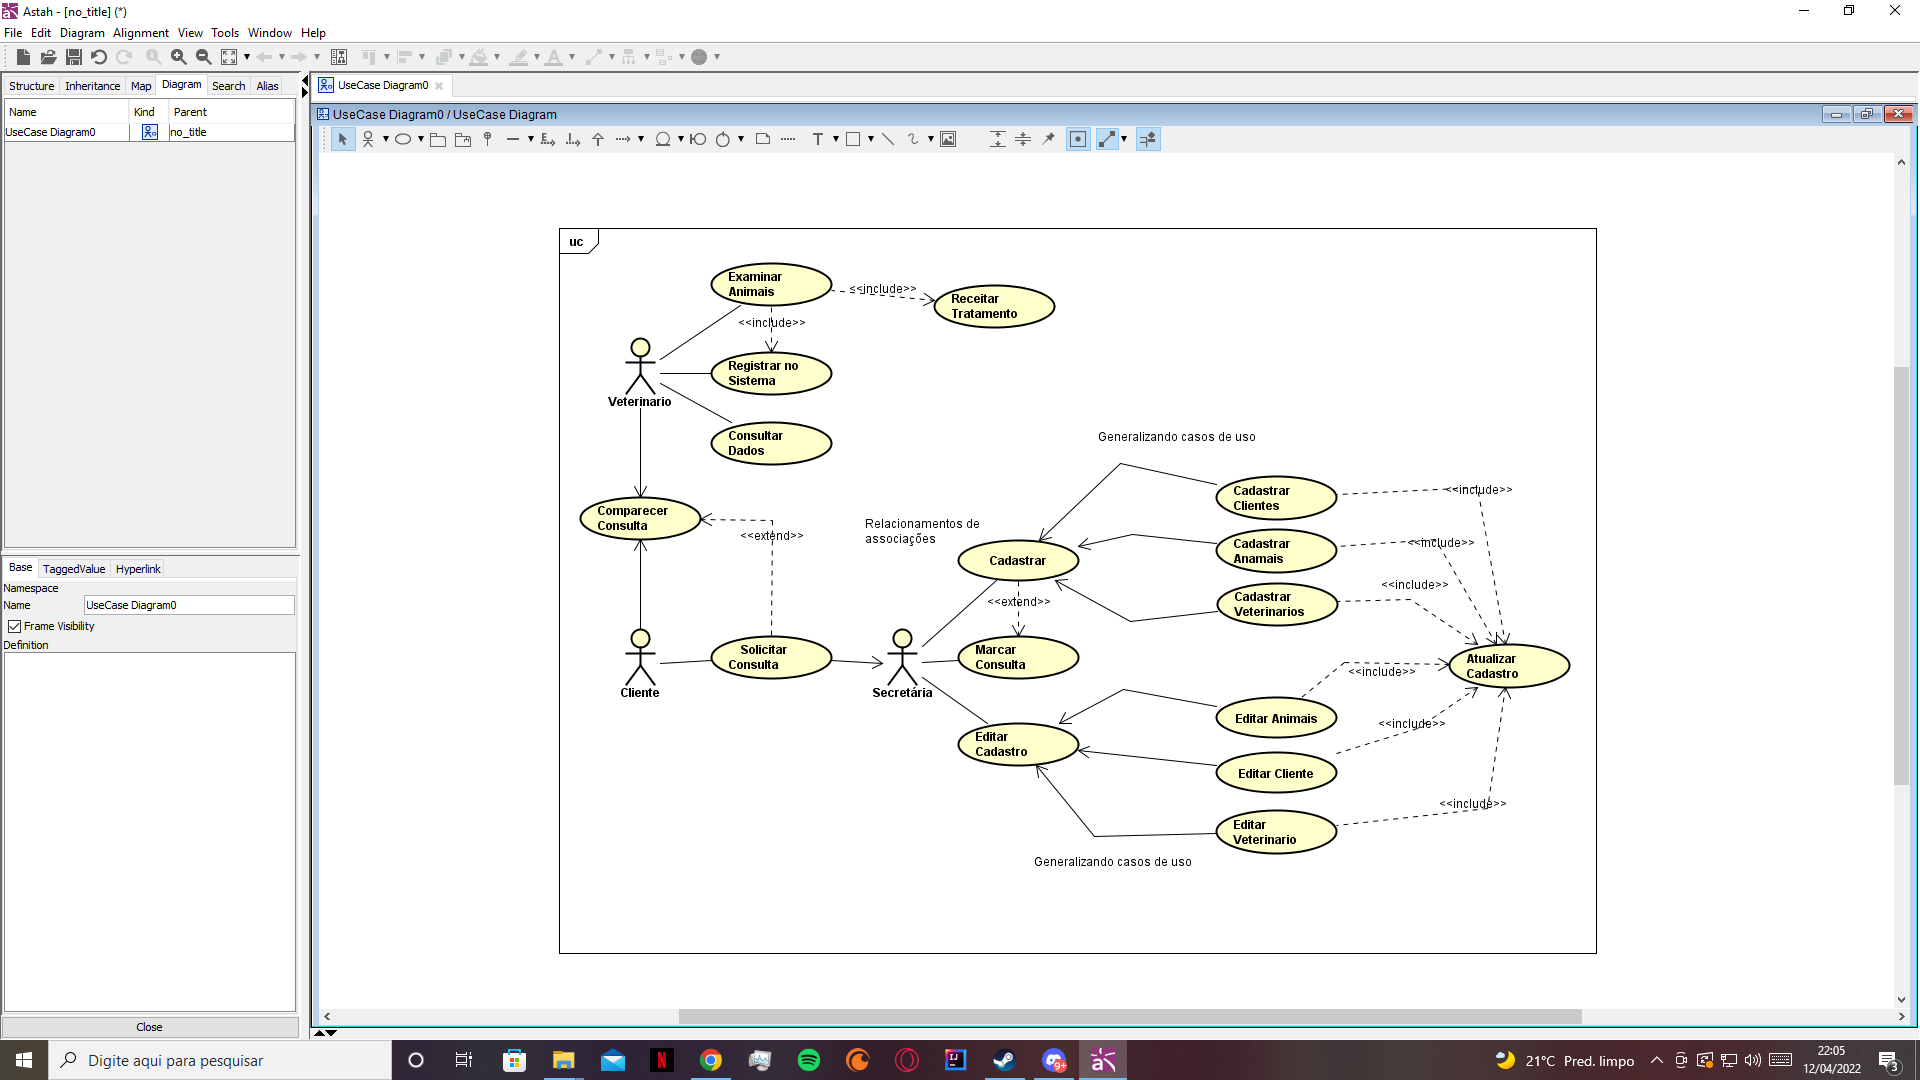 Astah - [no_title] (*)
File Edit Diagram Alignment View Tools Window Help
Structure Inheritance Map Diagram Search Alias
Name Kind Parent
UseCase Diagram0 no_title
Base TaggedValue Hyperlink
Namespace
Name UseCase Diagram0
Frame Visibility
Definition
Close
UseCase Diagram0
UseCase Diagram0 / UseCase Diagram
uc
Examinar
Animais
<<include>>
Receitar
Tratamento
<<include>>
Registrar no
Sistema
Veterinario
Consultar
Dados
Generalizando casos de uso
Comparecer
Consulta
<<extend>>
Relacionamentos de
associações
Cadastrar
Cadastrar
Clientes
<<include>>
Cadastrar
Anamais
<<include>>
Cadastrar
Veterinarios
<<include>>
<<extend>>
Cliente
Solicitar
Consulta
Secretária
Marcar
Consulta
Atualizar
Cadastro
<<include>>
Editar Animais
<<include>>
Editar
Cadastro
Editar Cliente
<<include>>
Editar
Veterinario
Generalizando casos de uso
Digite aqui para pesquisar
9+
21°C Pred. limpo
22:05
12/04/2022
3